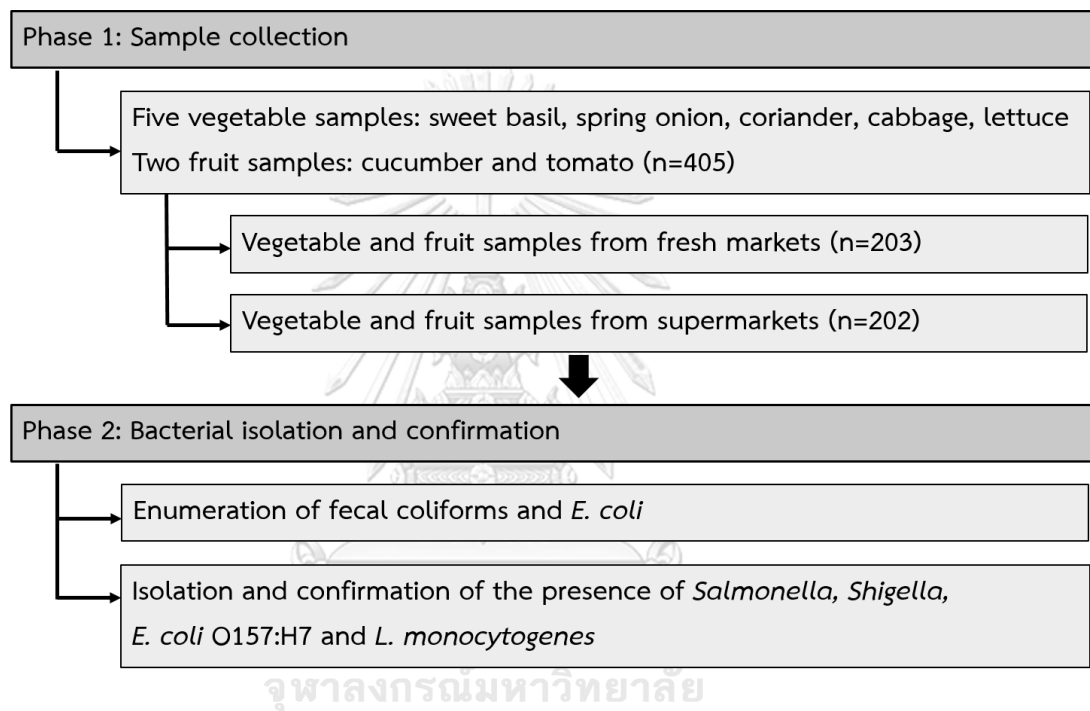 Phase 1: Sample collection
Five vegetable samples: sweet basil, spring onion, coriander, cabbage, lettuce
Two fruit samples: cucumber and tomato (n=405)
Vegetable and fruit samples from fresh markets (n=203)
Vegetable and fruit samples from supermarkets (n=202)
Phase 2: Bacterial isolation and confirmation
Enumeration of fecal coliforms and E. coli
Isolation and confirmation of the presence of Salmonella, Shigella,
E. coli O157:H7 and L. monocytogenes
จุฬาลงกรณ์มหาวิทยาลัย